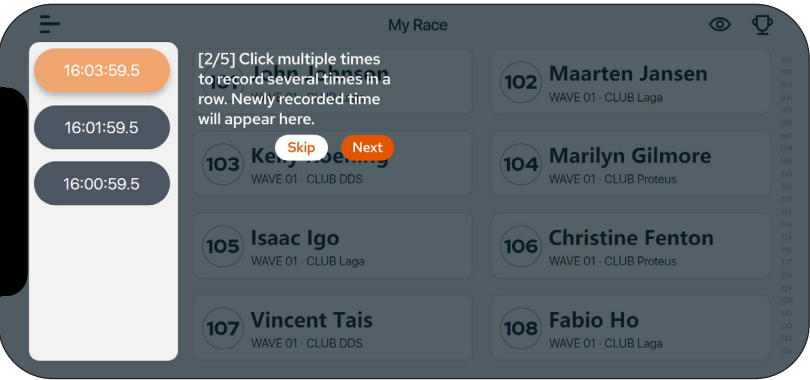 My Race
16:03:59.5
16:01:59.5
16:00:59.5
[2/5] Click multiple times
to record several times in a
row. Newly recorded time
will appear here.
Skip
Next
101 John Johnson
102 Maarten Jansen
WAVE 01 · CLUB Laga
103
WAVE 01 · CLUB DDS
104 Marilyn Gilmore
WAVE 01 · CLUB Proteus
105 Isaac Igo
WAVE 01 · CLUB Laga
106 Christine Fenton
WAVE 01 · CLUB Proteus
107 Vincent Tais
WAVE 01 · CLUB DDS
108 Fabio Ho
WAVE 01 · CLUB Laga